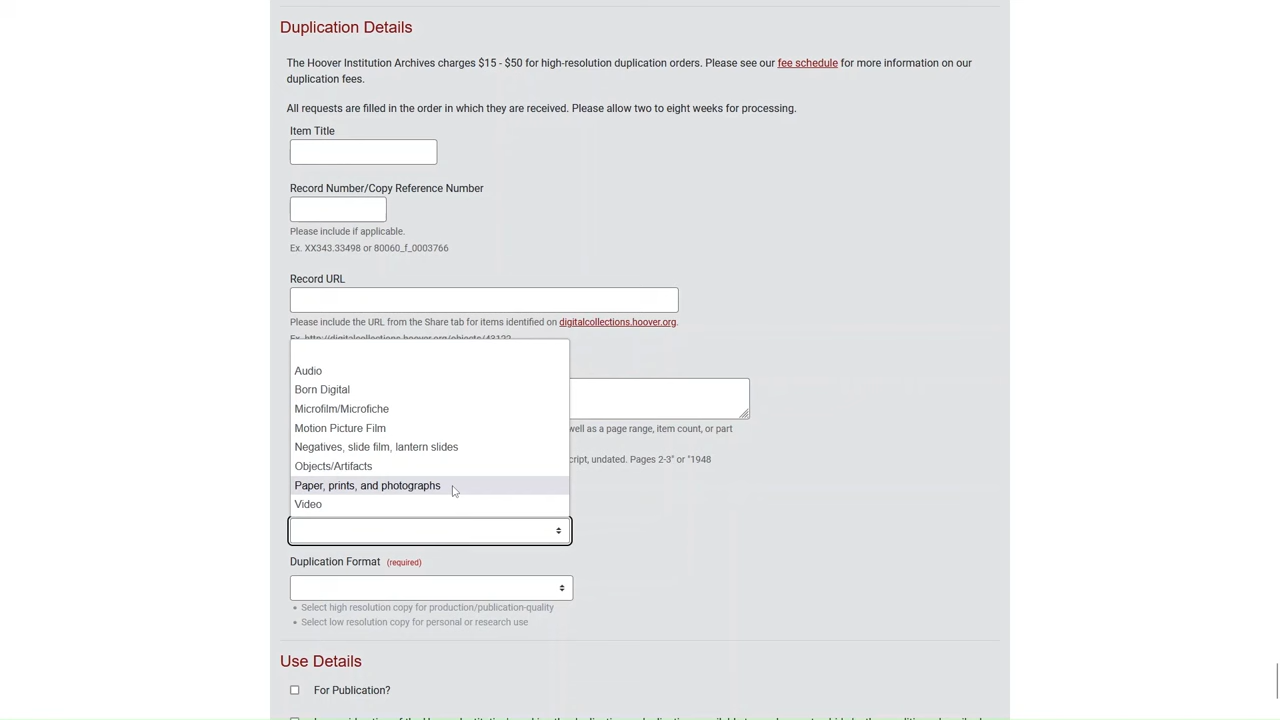 Duplication Details
The Hoover Institution Archives charges $15 - $50 for high-resolution duplication orders. Please see our fee schedule for more information on our
duplication fees.
All requests are filled in the order in which they are received. Please allow two to eight weeks for processing.
Item Title
Record Number/Copy Reference Number
Please include if applicable.
Ex. XX343.33498 or 80060_f_0003766
Record URL
Please include the URL from the Share tab for items identified on digitalcollections.hoover.org.
Ex. http://digitalcollections.hoover.org/objects/43122
Audio
Born Digital
Microfilm/Microfiche
Motion Picture Film
well as a page range, item count, or part
Negatives, slide film, lantern slides
cript, undated. Pages 2-3" or "1948
Objects/Artifacts
Paper, prints, and photographs
Video
Duplication Format (required)
• Select high resolution copy for production/publication-quality
• Select low resolution copy for personal or research use
Use Details
For Publication?